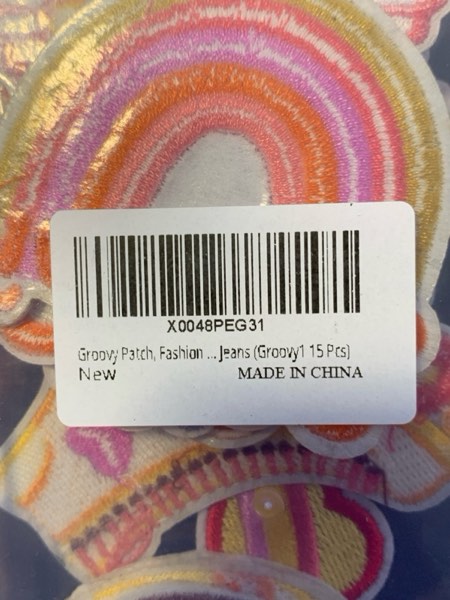 X0048PEG31
Groovy Patch, Fashion ... Jeans (Groovy1 15 Pcs)
New MADE IN CHINA